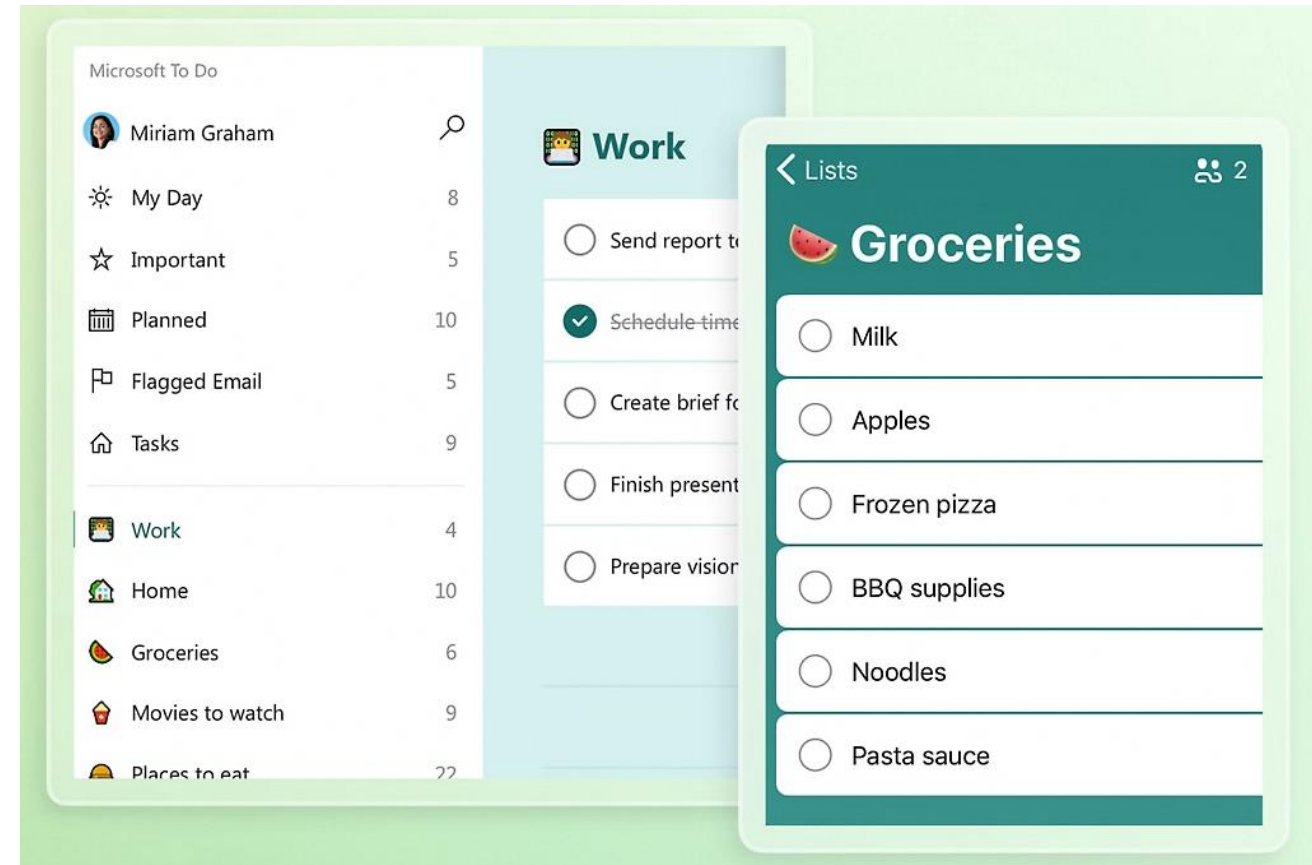 Microsoft To Do
Miriam Graham
My Day 8
Important 5
Planned 10
Flagged Email 5
Tasks 9
Work 4
Home 10
Groceries 6
Movies to watch 9
Places to eat 22
Work
Send report
Schedule time
Create brief
Finish
Prepare vision
Lists 2
Groceries
Milk
Apples
Frozen pizza
BBQ supplies
Noodles
Pasta sauce